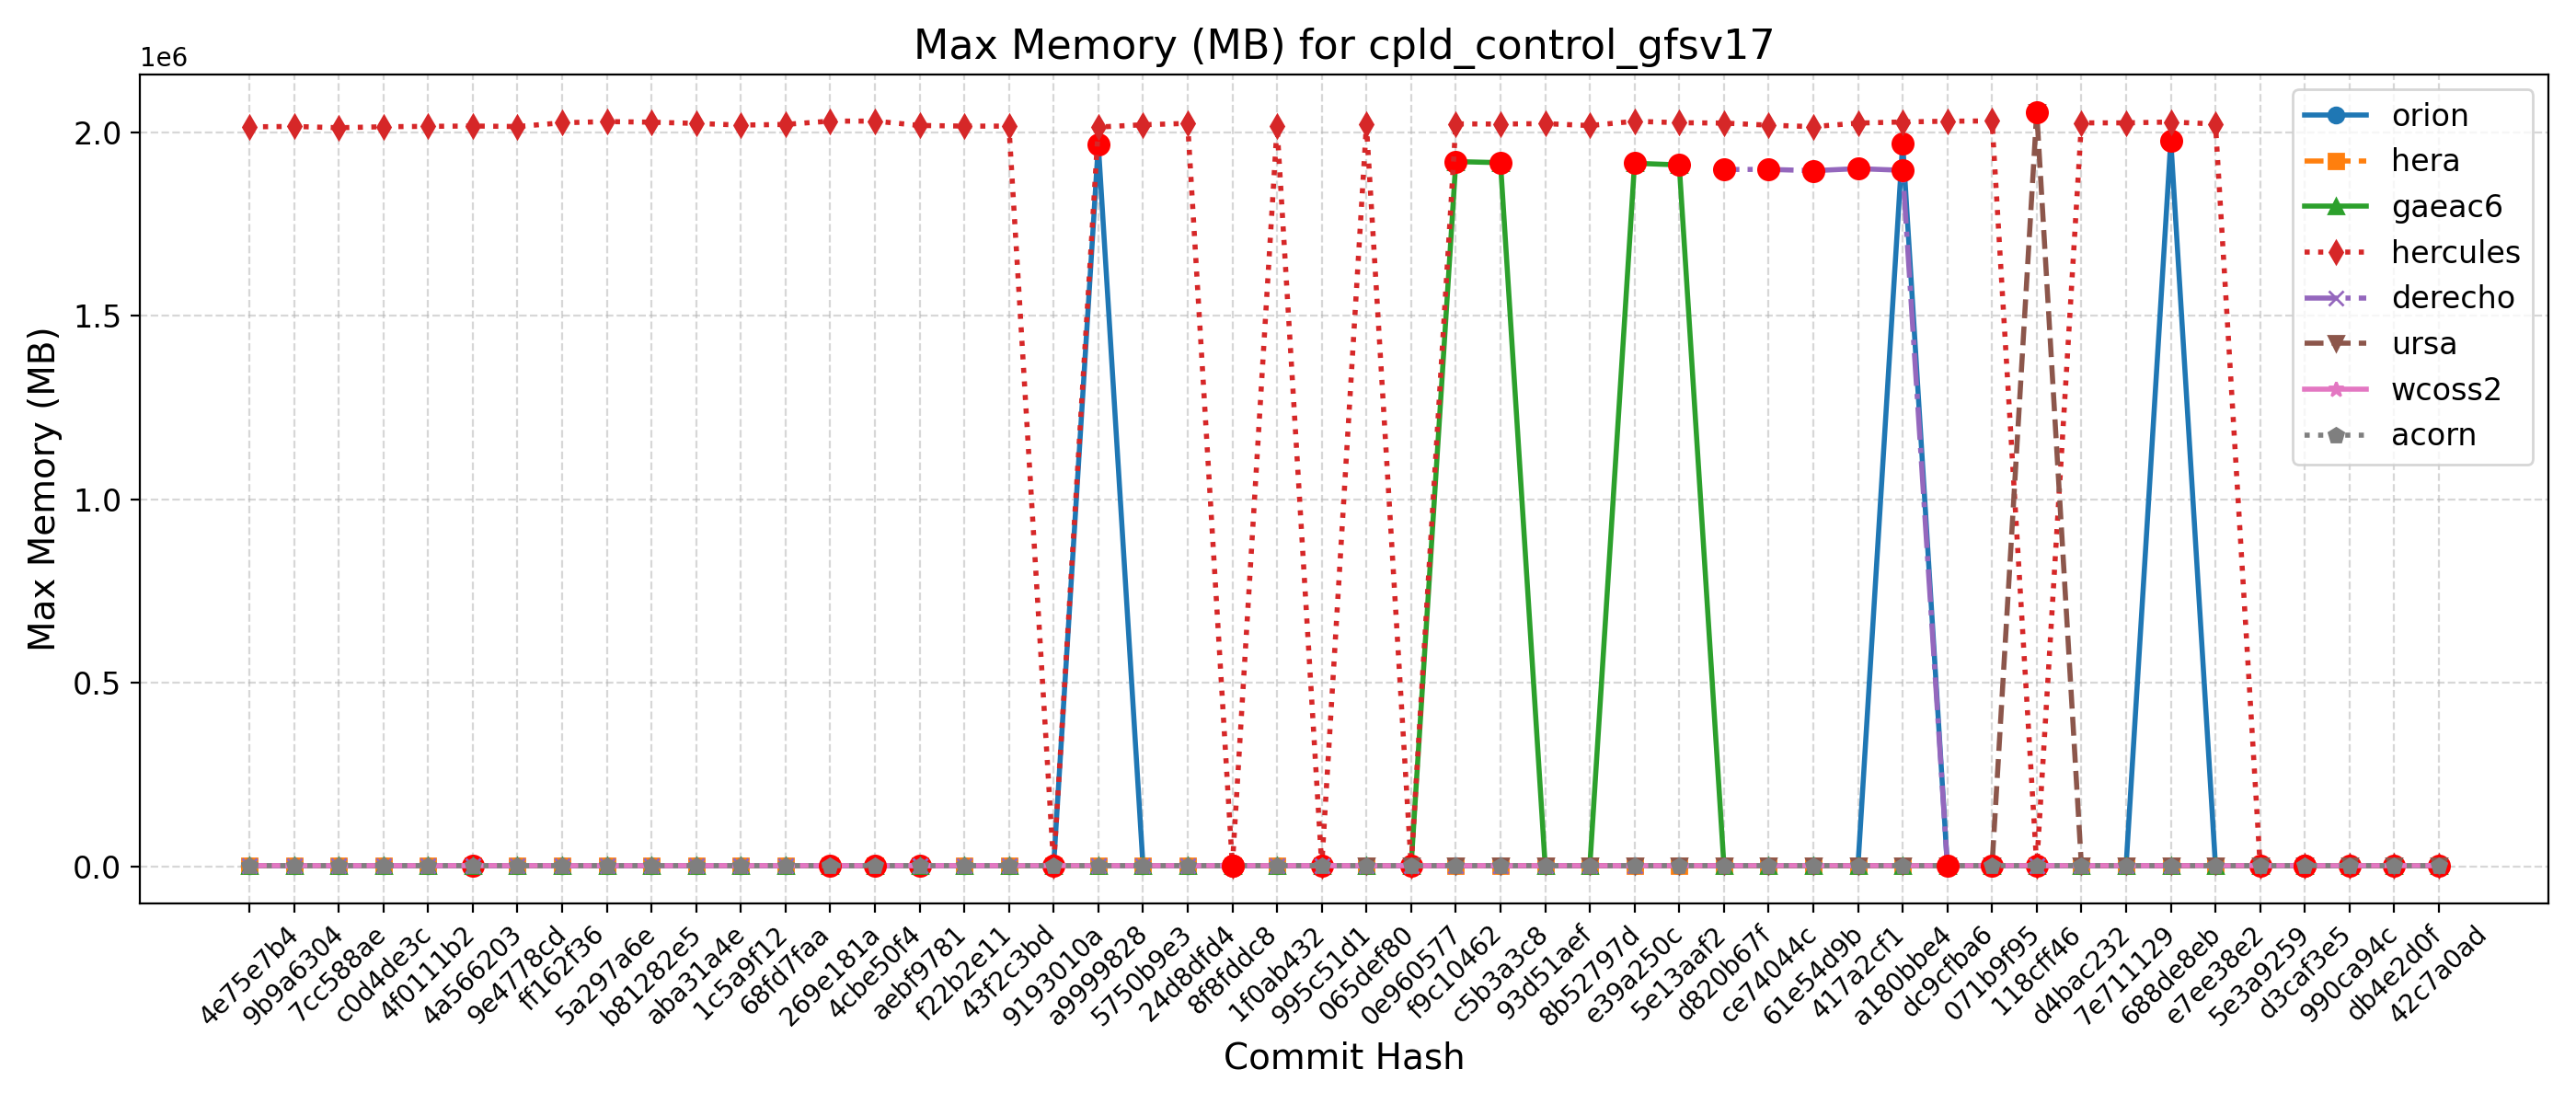 Max Memory (MB) for cpld_control_gfsv17
1e6
2.0
1.5
1.0
0.5
0.0
Max Memory (MB)
orion
hera
gaeac6
hercules
derecho
ursa
wcoss2
acorn
4e75e7b4
9b9a6304
7cc588ae
c0d4de3c
4f0111b2
4a566203
9e4778cd
ff162f36
5a297a6e
b81282e5
aba31a4e
1c5a9f12
68fd7faa
269e181a
4cbe50f4
aebf9781
f22b2e11
43f2c3bd
9193010a
a9999828
5750b9e3
24d8dfd4
8f8fddc8
1f0ab432
995c51d1
065def80
0e960577
f9c10462
c5b3a3c8
93d51aef
8b52797d
e39a250c
5e13aaf2
d820b67f
ce74044c
61e54d9b
417a2cf1
a180bbe4
dc9cfba6
071b9f95
118cff46
d4bac232
7e711129
688de8eb
e7ee38e2
5e3a9259
d3caf3e5
990ca94c
db4e2d0f
42c7a0ad
Commit Hash